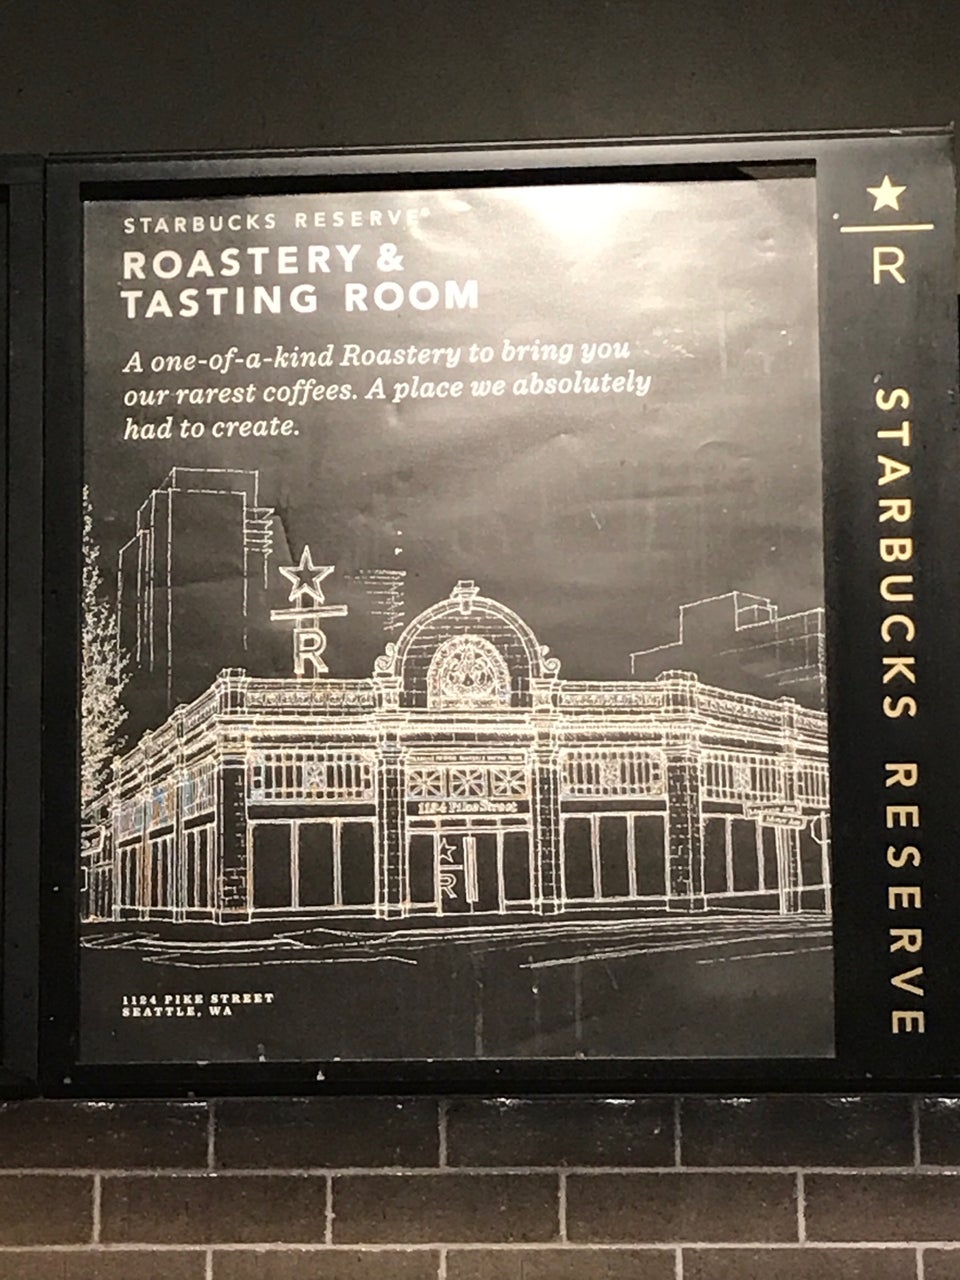 STARBUCKS RESERVE®
ROASTERY &
TASTING ROOM
A one-of-a-kind Roastery to bring you
our rarest coffees. A place we absolutely
had to create.
R
1124 Pike Street
R
1124 PIKE STREET
SEATTLE, WA
R
STARBUCKS RESERVE